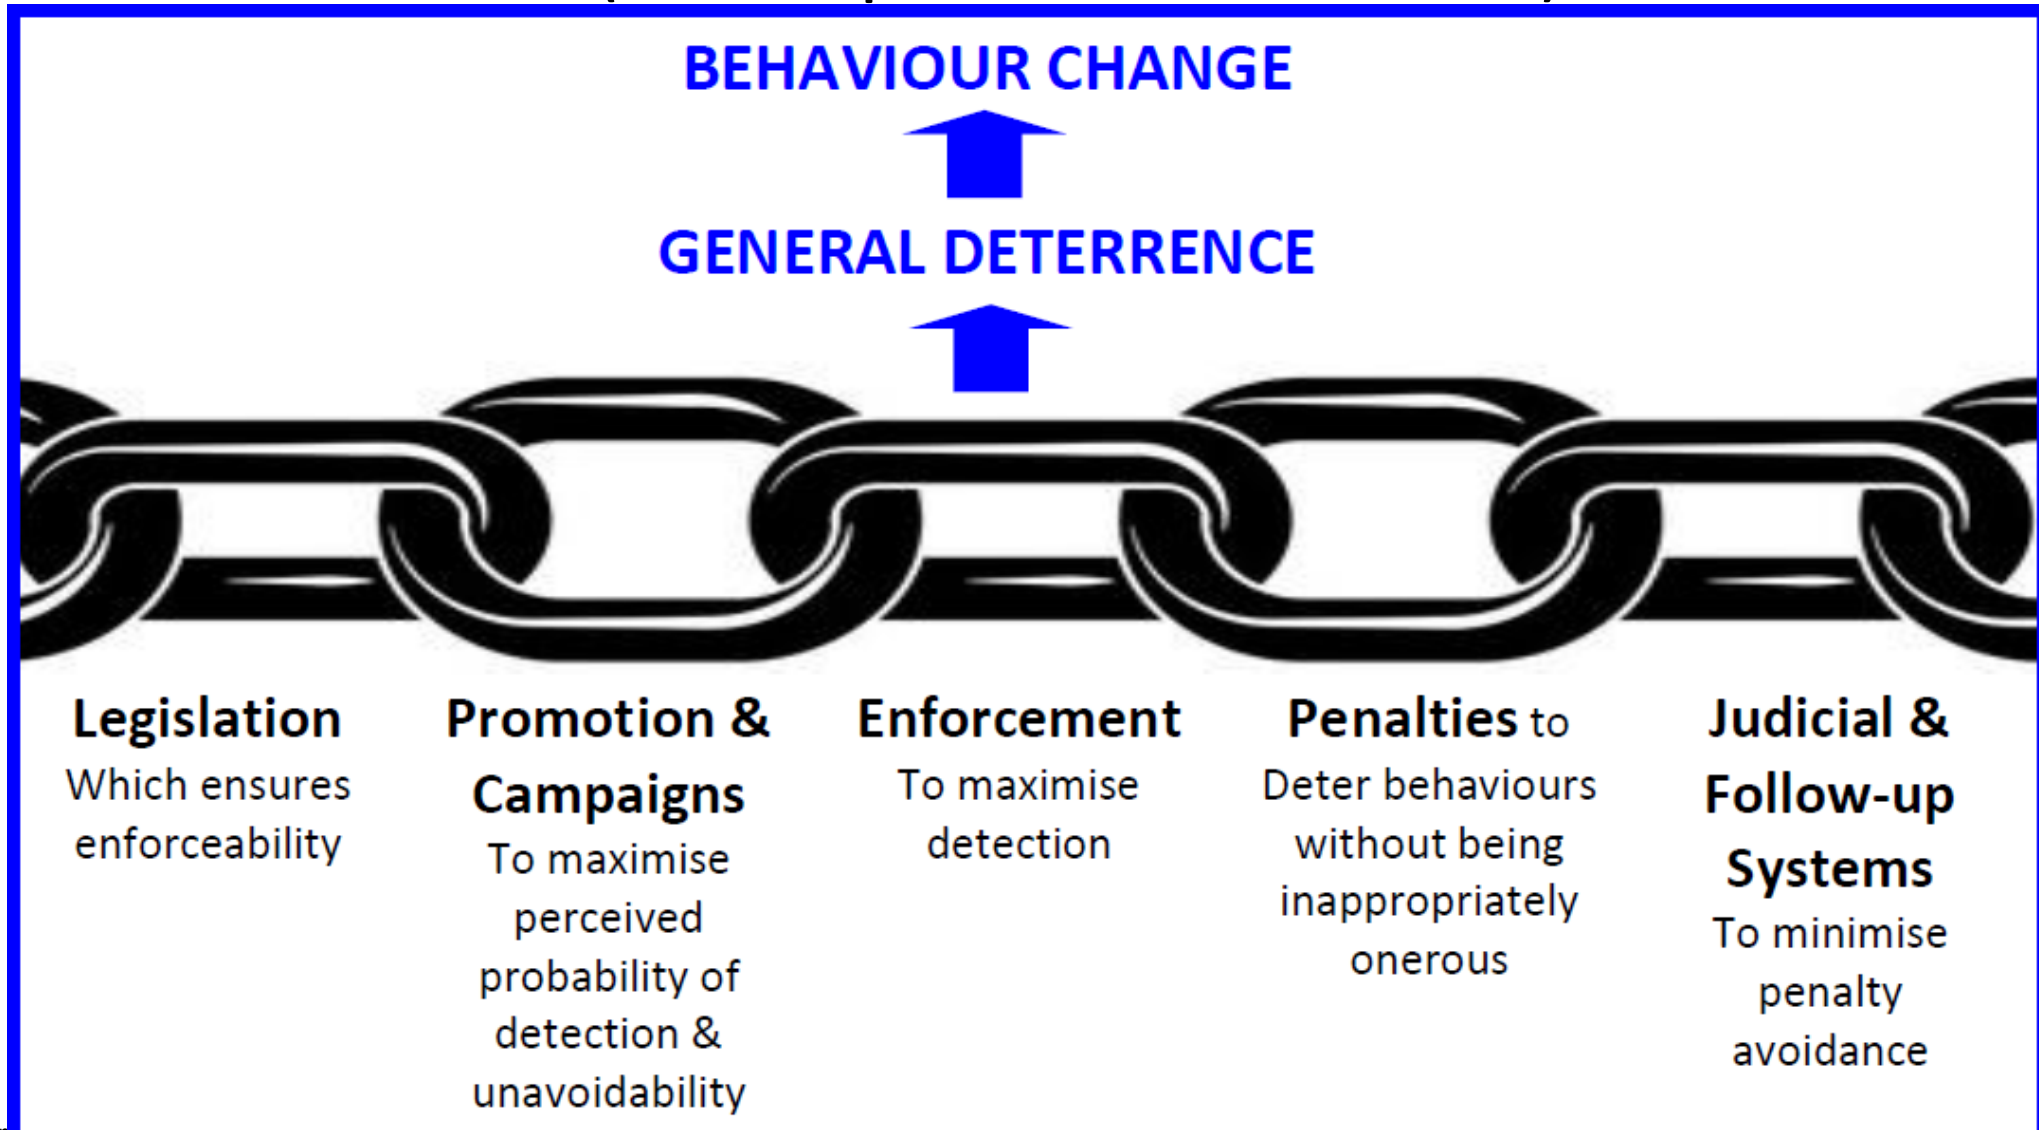 BEHAVIOUR CHANGE
GENERAL DETERRENCE
Legislation
Which ensures
enforceability
Promotion &
Campaigns
To maximise
perceived
probability of
detection &
unavoidability
Enforcement
To maximise
detection
Penalties to
Deter behaviours
without being
inappropriately
onerous
Judicial &
Follow-up
Systems
To minimise
penalty
avoidance